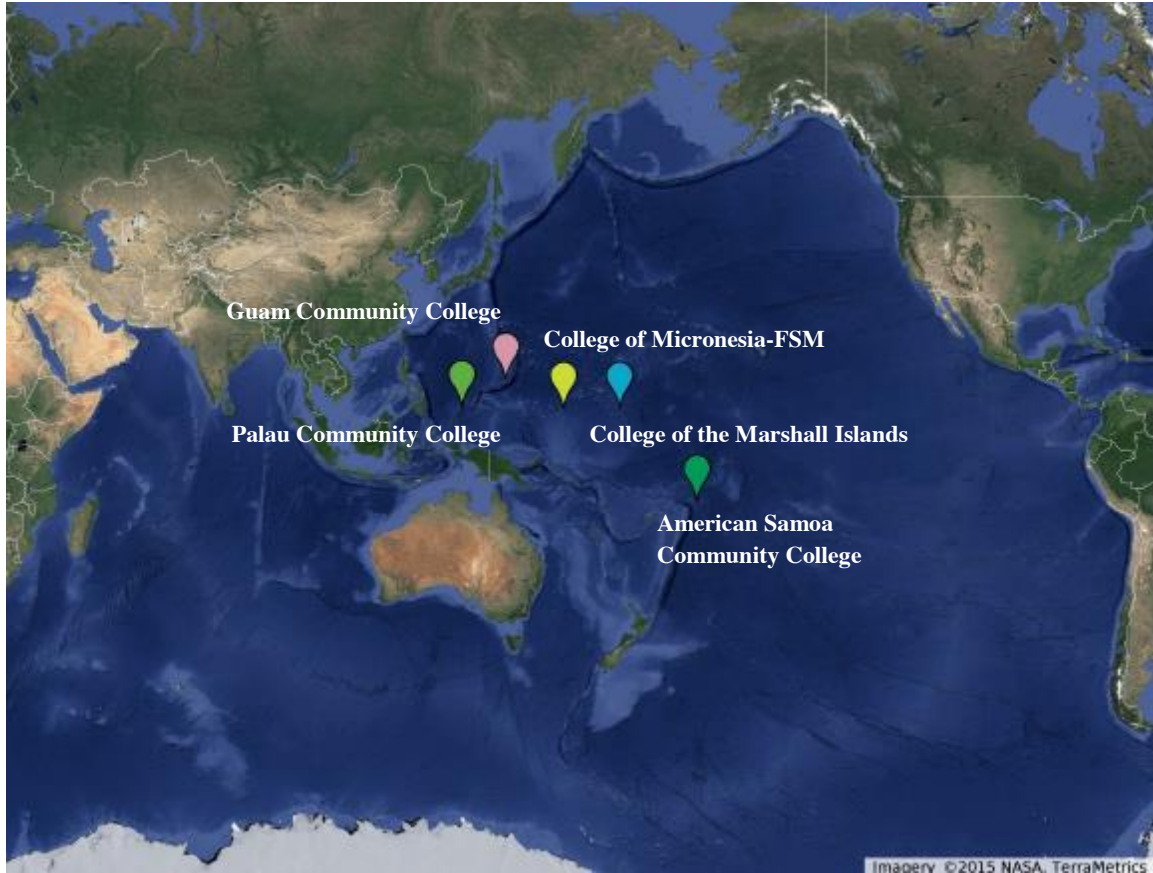 Guam Community College
College of Micronesia-FSM
Palau Community College
College of the Marshall Islands
American Samoa
Community College
Imagery ©2015 NASA, TerraMetrics